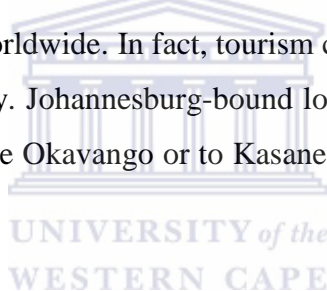 orldwide. In fact, tourism c
y. Johannesburg-bound lo
e Okavango or to Kasane
UNIVERSITY of the
WESTERN CAPE